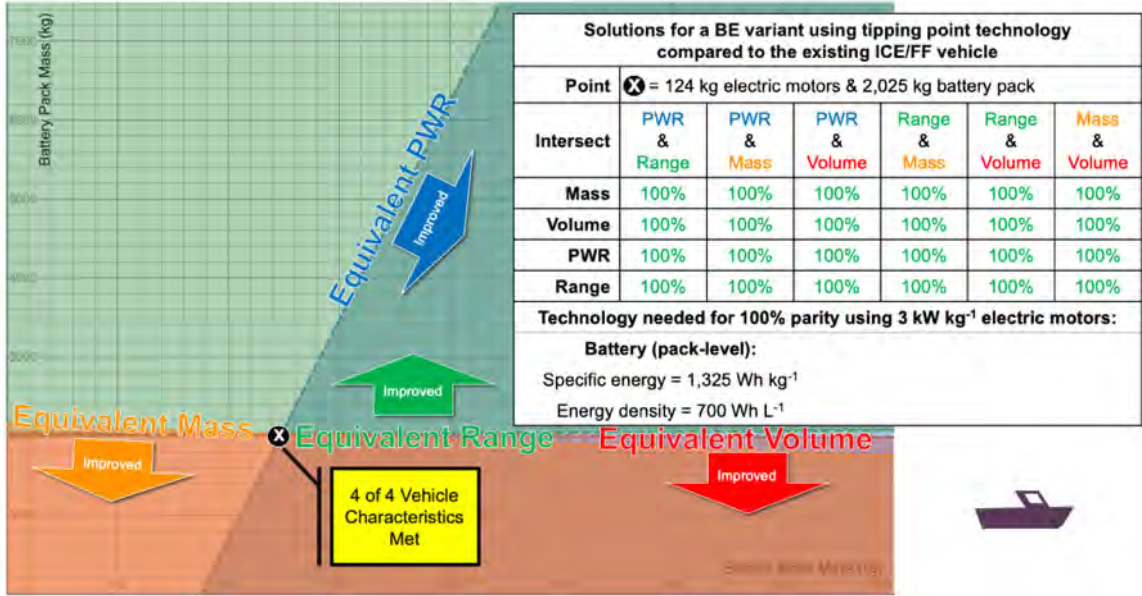 Battery Pack Mass (kg)
7000
6000
5000
4000
3000
Equivalent PWR
Improved
Improved
Equivalent Mass
Improved
X
Equivalent Range
Equivalent Volume
Improved
4 of 4 Vehicle
Characteristics
Met
Solutions for a BE variant using tipping point technology
compared to the existing ICE/FF vehicle
Point X = 124 kg electric motors & 2,025 kg battery pack
Intersect PWR & Range PWR & Mass PWR & Volume Range & Mass Range & Volume Mass & Volume
Mass 100% 100% 100% 100% 100% 100%
Volume 100% 100% 100% 100% 100% 100%
PWR 100% 100% 100% 100% 100% 100%
Range 100% 100% 100% 100% 100% 100%
Technology needed for 100% parity using 3 kW kg⁻¹ electric motors:
Battery (pack-level):
Specific energy = 1,325 Wh kg⁻¹
Energy density = 700 Wh L⁻¹